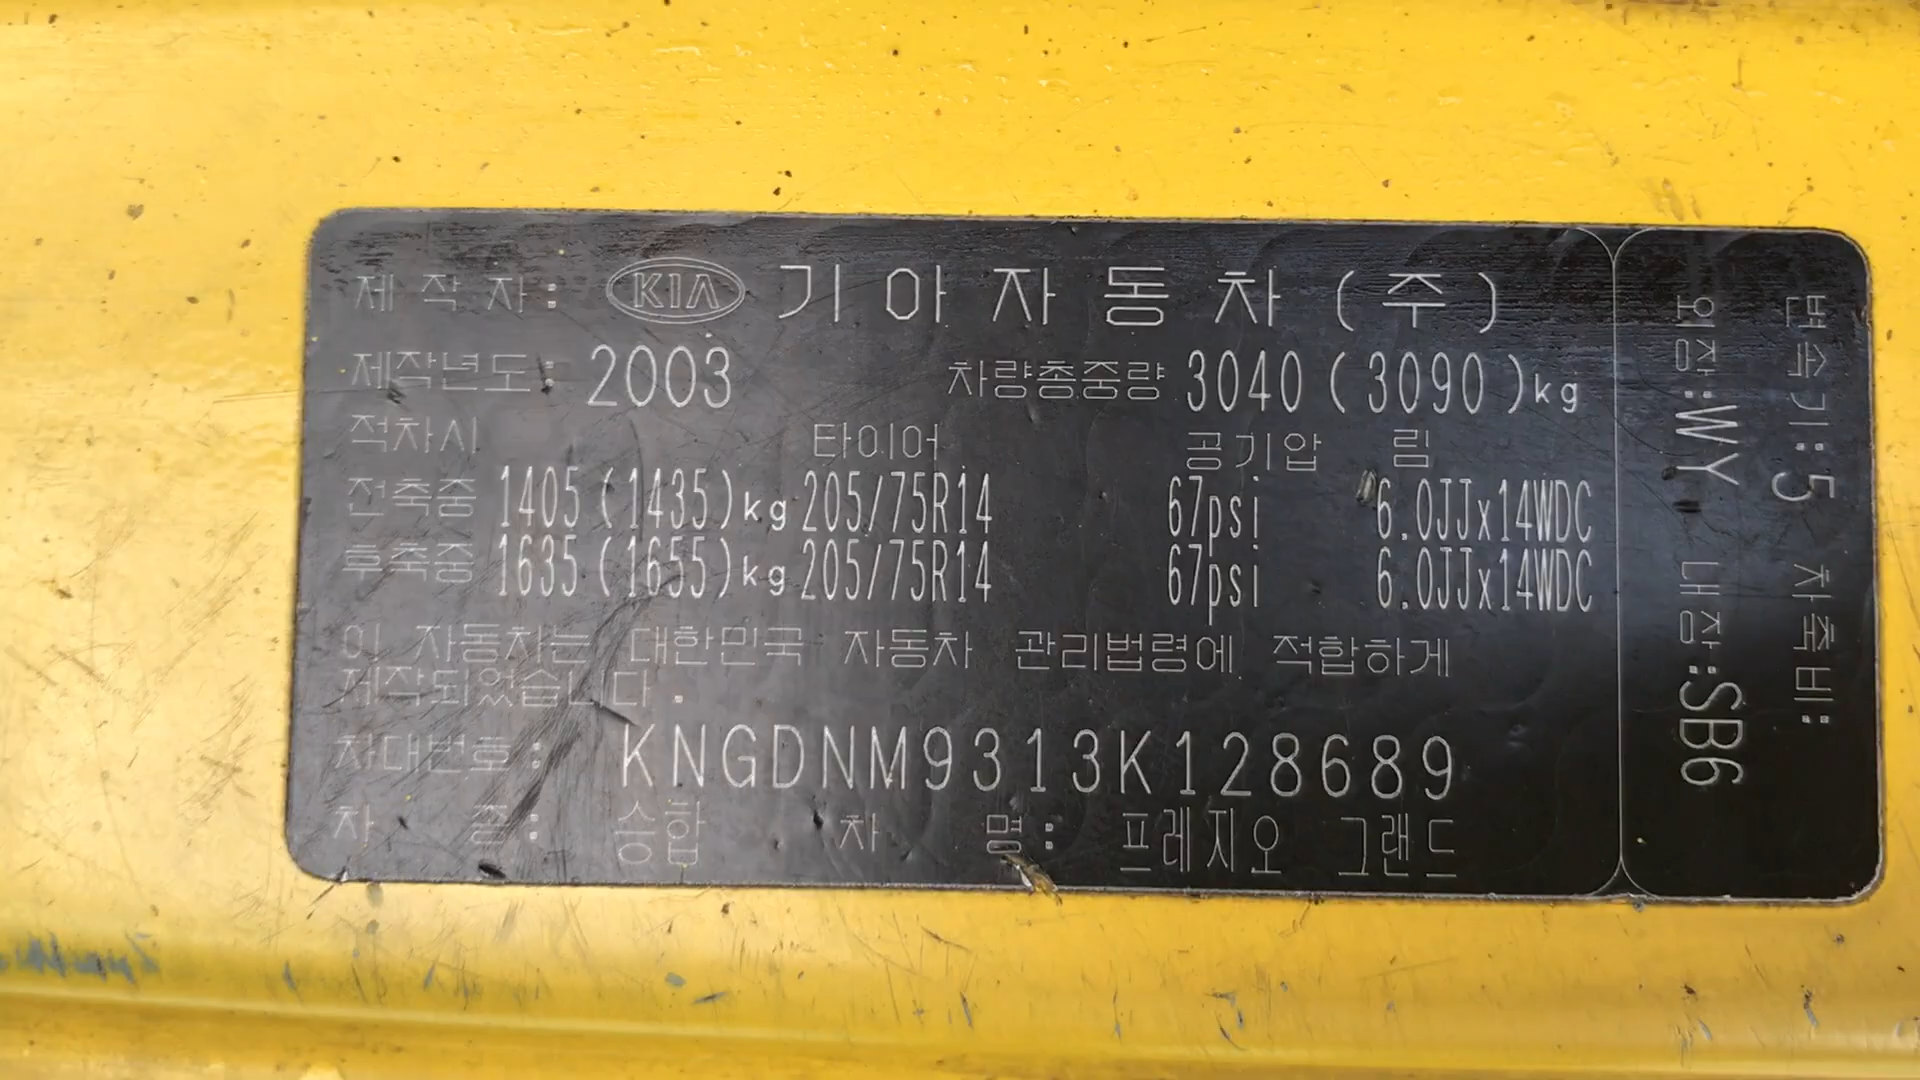 제 작 자: KIA 기 아 자 동 차 (주)
제작년도: 2003 차량총중량 3040 (3090)kg
적차시 타이어 공기압 림
전축중 1405 (1435)kg 205/75R14 67psi 6.0JJx14WDC
후축중 1635 (1655)kg 205/75R14 67psi 6.0JJx14WDC
이 자동차는 대한민국 자동차 관리법령에 적합하게
제작되었습니다.
차대번호: KNGDNM9313K128689
차 종: 승합 차 명: 프레지오 그랜드
변속기:5 차축비:
외장:WY 내장:SB6